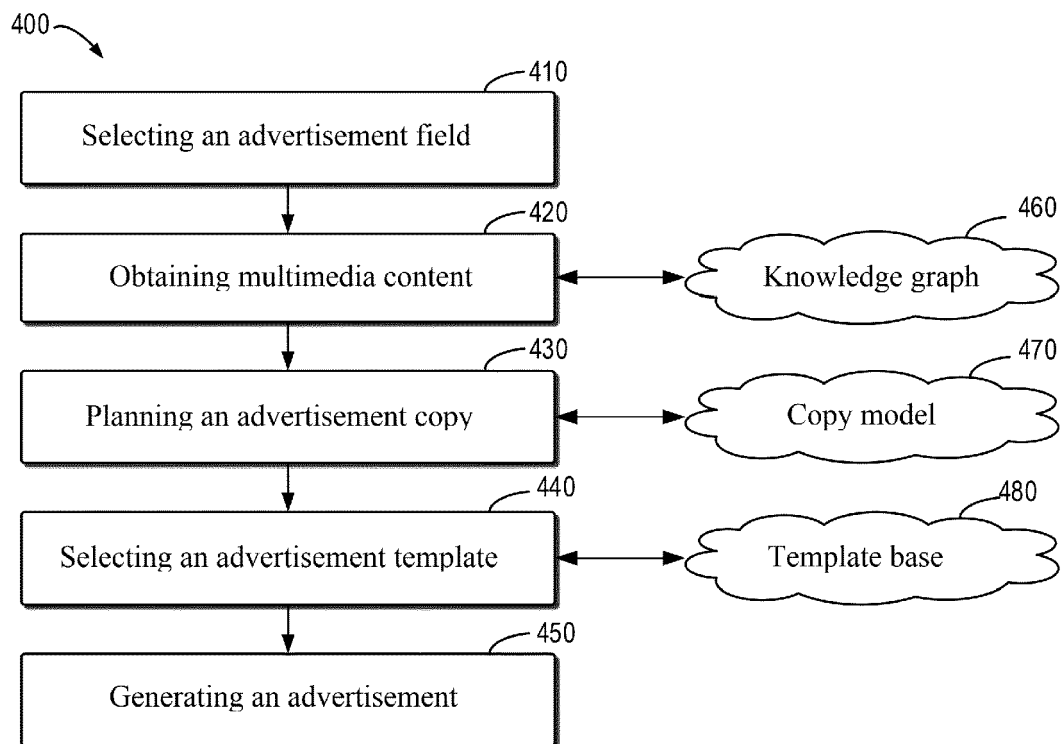 400
410
Selecting an advertisement field
420
Obtaining multimedia content
460
Knowledge graph
430
Planning an advertisement copy
470
Copy model
440
Selecting an advertisement template
480
Template base
450
Generating an advertisement